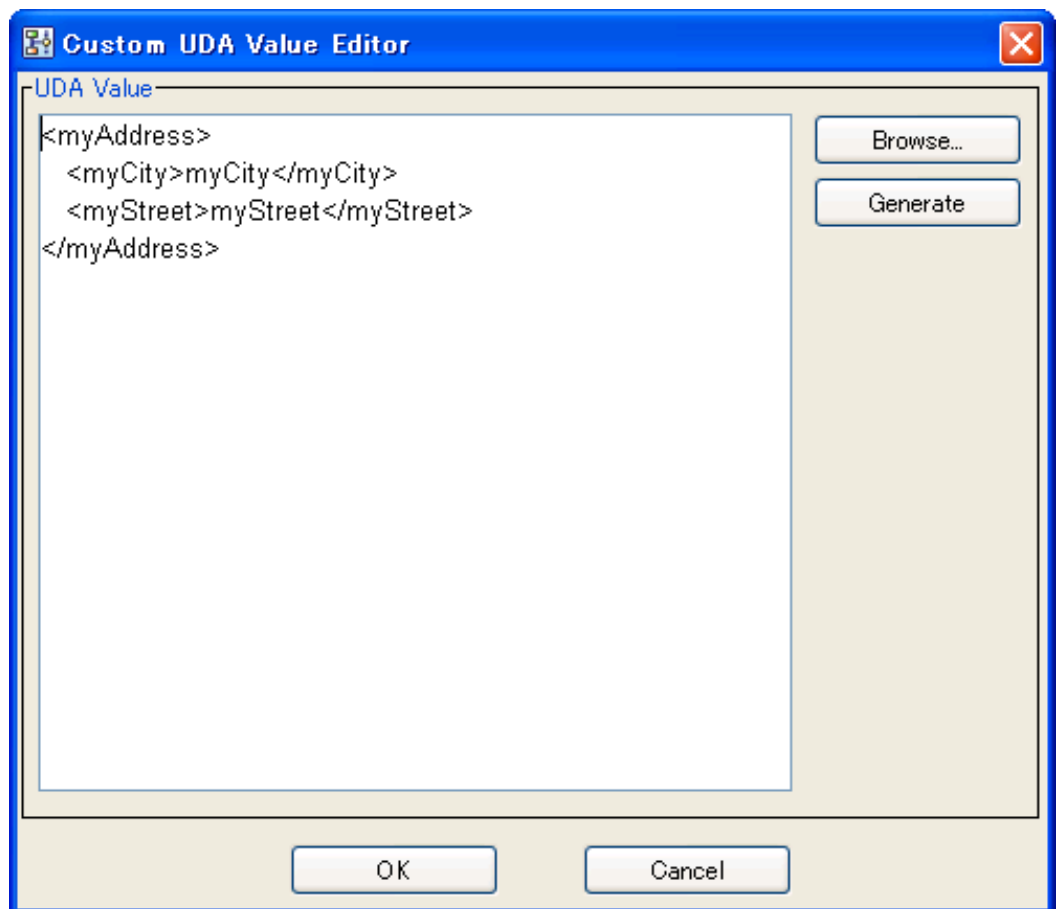 Custom UDA Value Editor
UDA Value
<myAddress>
<myCity>myCity</myCity>
<myStreet>myStreet</myStreet>
</myAddress>
Browse...
Generate
OK
Cancel